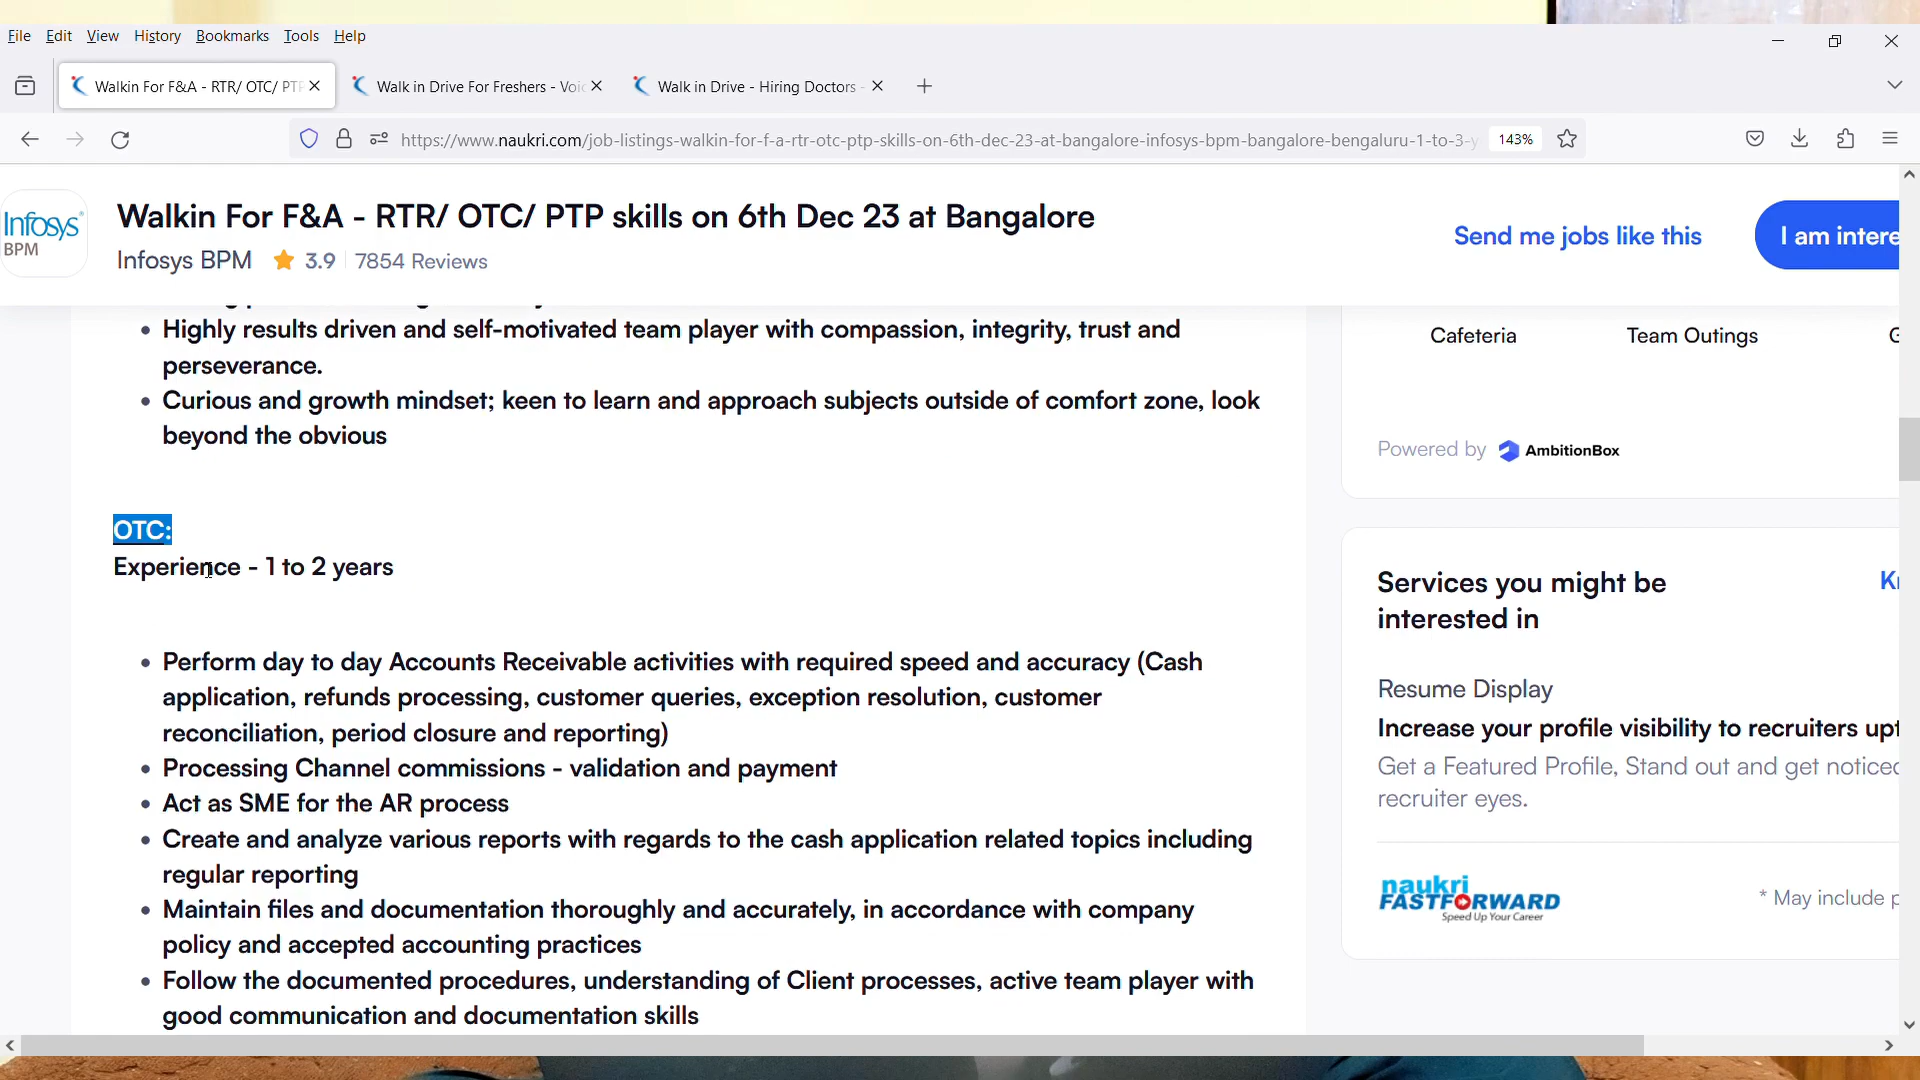 File Edit View History Bookmarks Tools Help
Walkin For F&A - RTR/ OTC/ PTP
Walk in Drive For Freshers - Voic
Walk in Drive - Hiring Doctors -
https://www.naukri.com/job-listings-walkin-for-f-a-rtr-otc-ptp-skills-on-6th-dec-23-at-bangalore-infosys-bpm-bangalore-bengaluru-1-to-3-y
143%
Infosys
BPM
Walkin For F&A - RTR/ OTC/ PTP skills on 6th Dec 23 at Bangalore
Infosys BPM 3.9 7854 Reviews
Send me jobs like this
I am intere
• Highly results driven and self-motivated team player with compassion, integrity, trust and
perseverance.
• Curious and growth mindset; keen to learn and approach subjects outside of comfort zone, look
beyond the obvious
OTC:
Experience - 1 to 2 years
• Perform day to day Accounts Receivable activities with required speed and accuracy (Cash
application, refunds processing, customer queries, exception resolution, customer
reconciliation, period closure and reporting)
• Processing Channel commissions - validation and payment
• Act as SME for the AR process
• Create and analyze various reports with regards to the cash application related topics including
regular reporting
• Maintain files and documentation thoroughly and accurately, in accordance with company
policy and accepted accounting practices
• Follow the documented procedures, understanding of Client processes, active team player with
good communication and documentation skills
Cafeteria
Team Outings
Powered by AmbitionBox
Services you might be
interested in
Resume Display
Increase your profile visibility to recruiters upt
Get a Featured Profile, Stand out and get noticed
recruiter eyes.
naukri
FASTFORWARD
Speed Up Your Career
* May include p